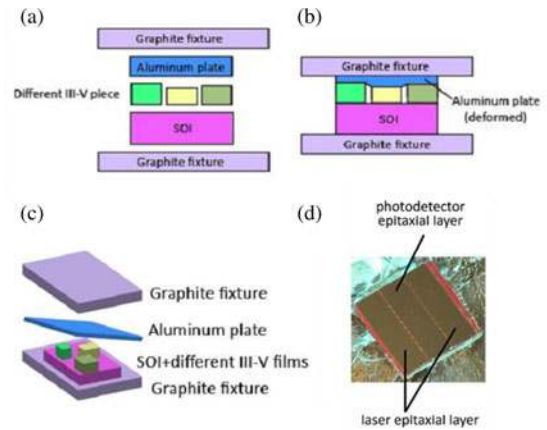 (a)
Graphite fixture
Aluminum plate
Different III-V piece
SOI
Graphite fixture
(b)
Graphite fixture
Aluminum plate
(deformed)
SOI
Graphite fixture
(c)
Graphite fixture
Aluminum plate
SOI+different III-V films
Graphite fixture
(d)
photodetector
epitaxial layer
laser epitaxial layer